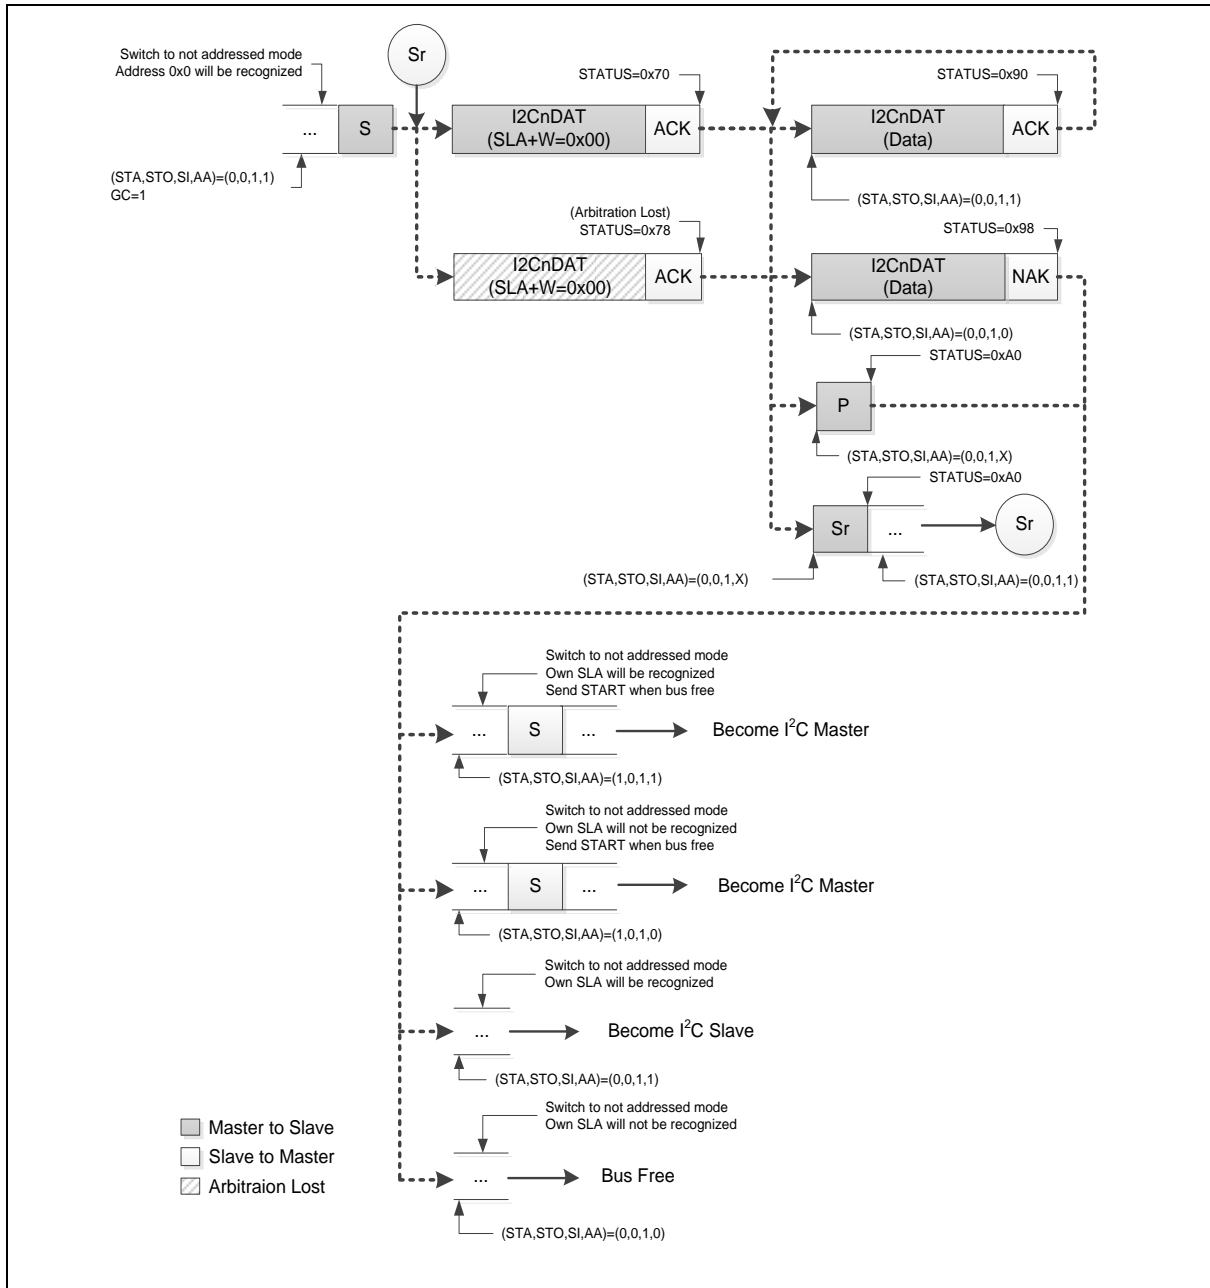 Switch to not addressed mode
Address 0x0 will be recognized
Sr
STATUS=0x70
STATUS=0x90
...
S
I2CnDAT
(SLA+W=0x00)
ACK
I2CnDAT
(Data)
ACK
(STA,STO,SI,AA)=(0,0,1,1)
GC=1
(STA,STO,SI,AA)=(0,0,1,1)
(Arbitration Lost)
STATUS=0x78
STATUS=0x98
I2CnDAT
(SLA+W=0x00)
ACK
I2CnDAT
(Data)
NAK
(STA,STO,SI,AA)=(0,0,1,0)
STATUS=0xA0
P
(STA,STO,SI,AA)=(0,0,1,X)
STATUS=0xA0
Sr
...
Sr
(STA,STO,SI,AA)=(0,0,1,X)
(STA,STO,SI,AA)=(0,0,1,1)
Switch to not addressed mode
Own SLA will be recognized
Send START when bus free
...
S
...
Become I²C Master
(STA,STO,SI,AA)=(1,0,1,1)
Switch to not addressed mode
Own SLA will not be recognized
Send START when bus free
...
S
...
Become I²C Master
(STA,STO,SI,AA)=(1,0,1,0)
Switch to not addressed mode
Own SLA will be recognized
...
Become I²C Slave
(STA,STO,SI,AA)=(0,0,1,1)
Switch to not addressed mode
Own SLA will not be recognized
...
Bus Free
(STA,STO,SI,AA)=(0,0,1,0)
Master to Slave
Slave to Master
Arbitraion Lost